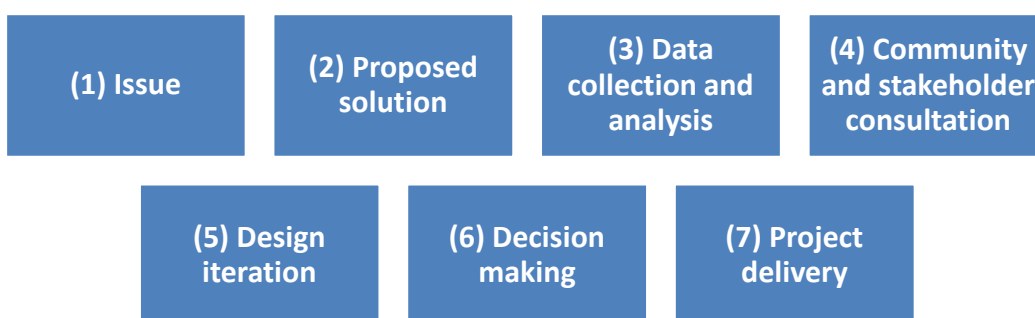 (1) Issue
(2) Proposed
solution
(3) Data
collection and
analysis
(4) Community
and stakeholder
consultation
(5) Design
iteration
(6) Decision
making
(7) Project
delivery